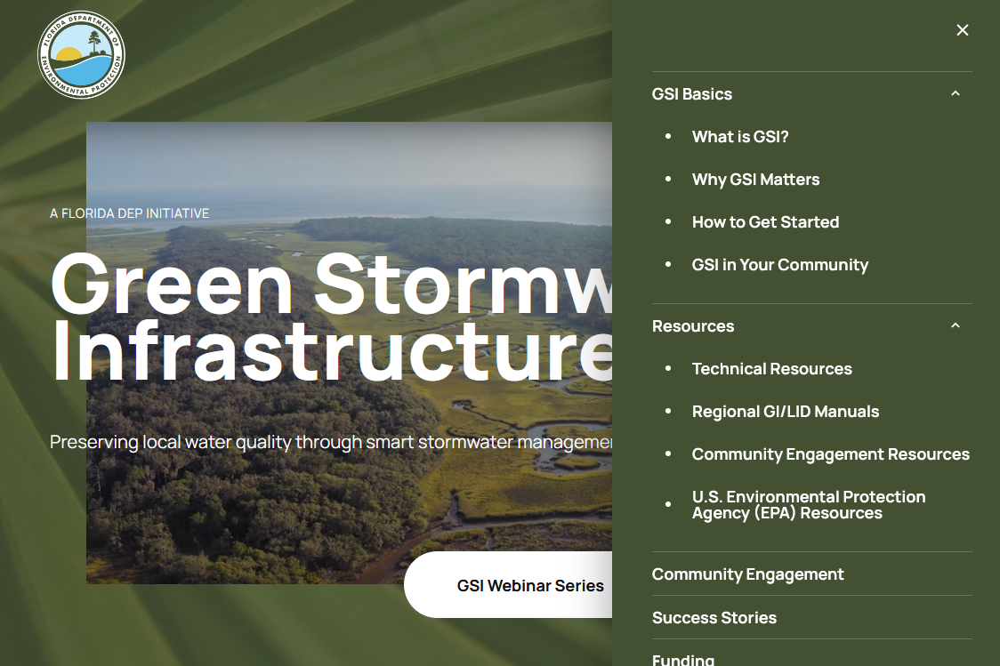 FLORIDA DEPARTMENT OF
ENVIRONMENTAL PROTECTION
A FLORIDA DEP INITIATIVE
Green Stormw
Infrastructure
Preserving local water quality through smart stormwater managemen
GSI Webinar Series
GSI Basics
What is GSI?
Why GSI Matters
How to Get Started
GSI in Your Community
Resources
Technical Resources
Regional GI/LID Manuals
Community Engagement Resources
U.S. Environmental Protection
Agency (EPA) Resources
Community Engagement
Success Stories
Funding